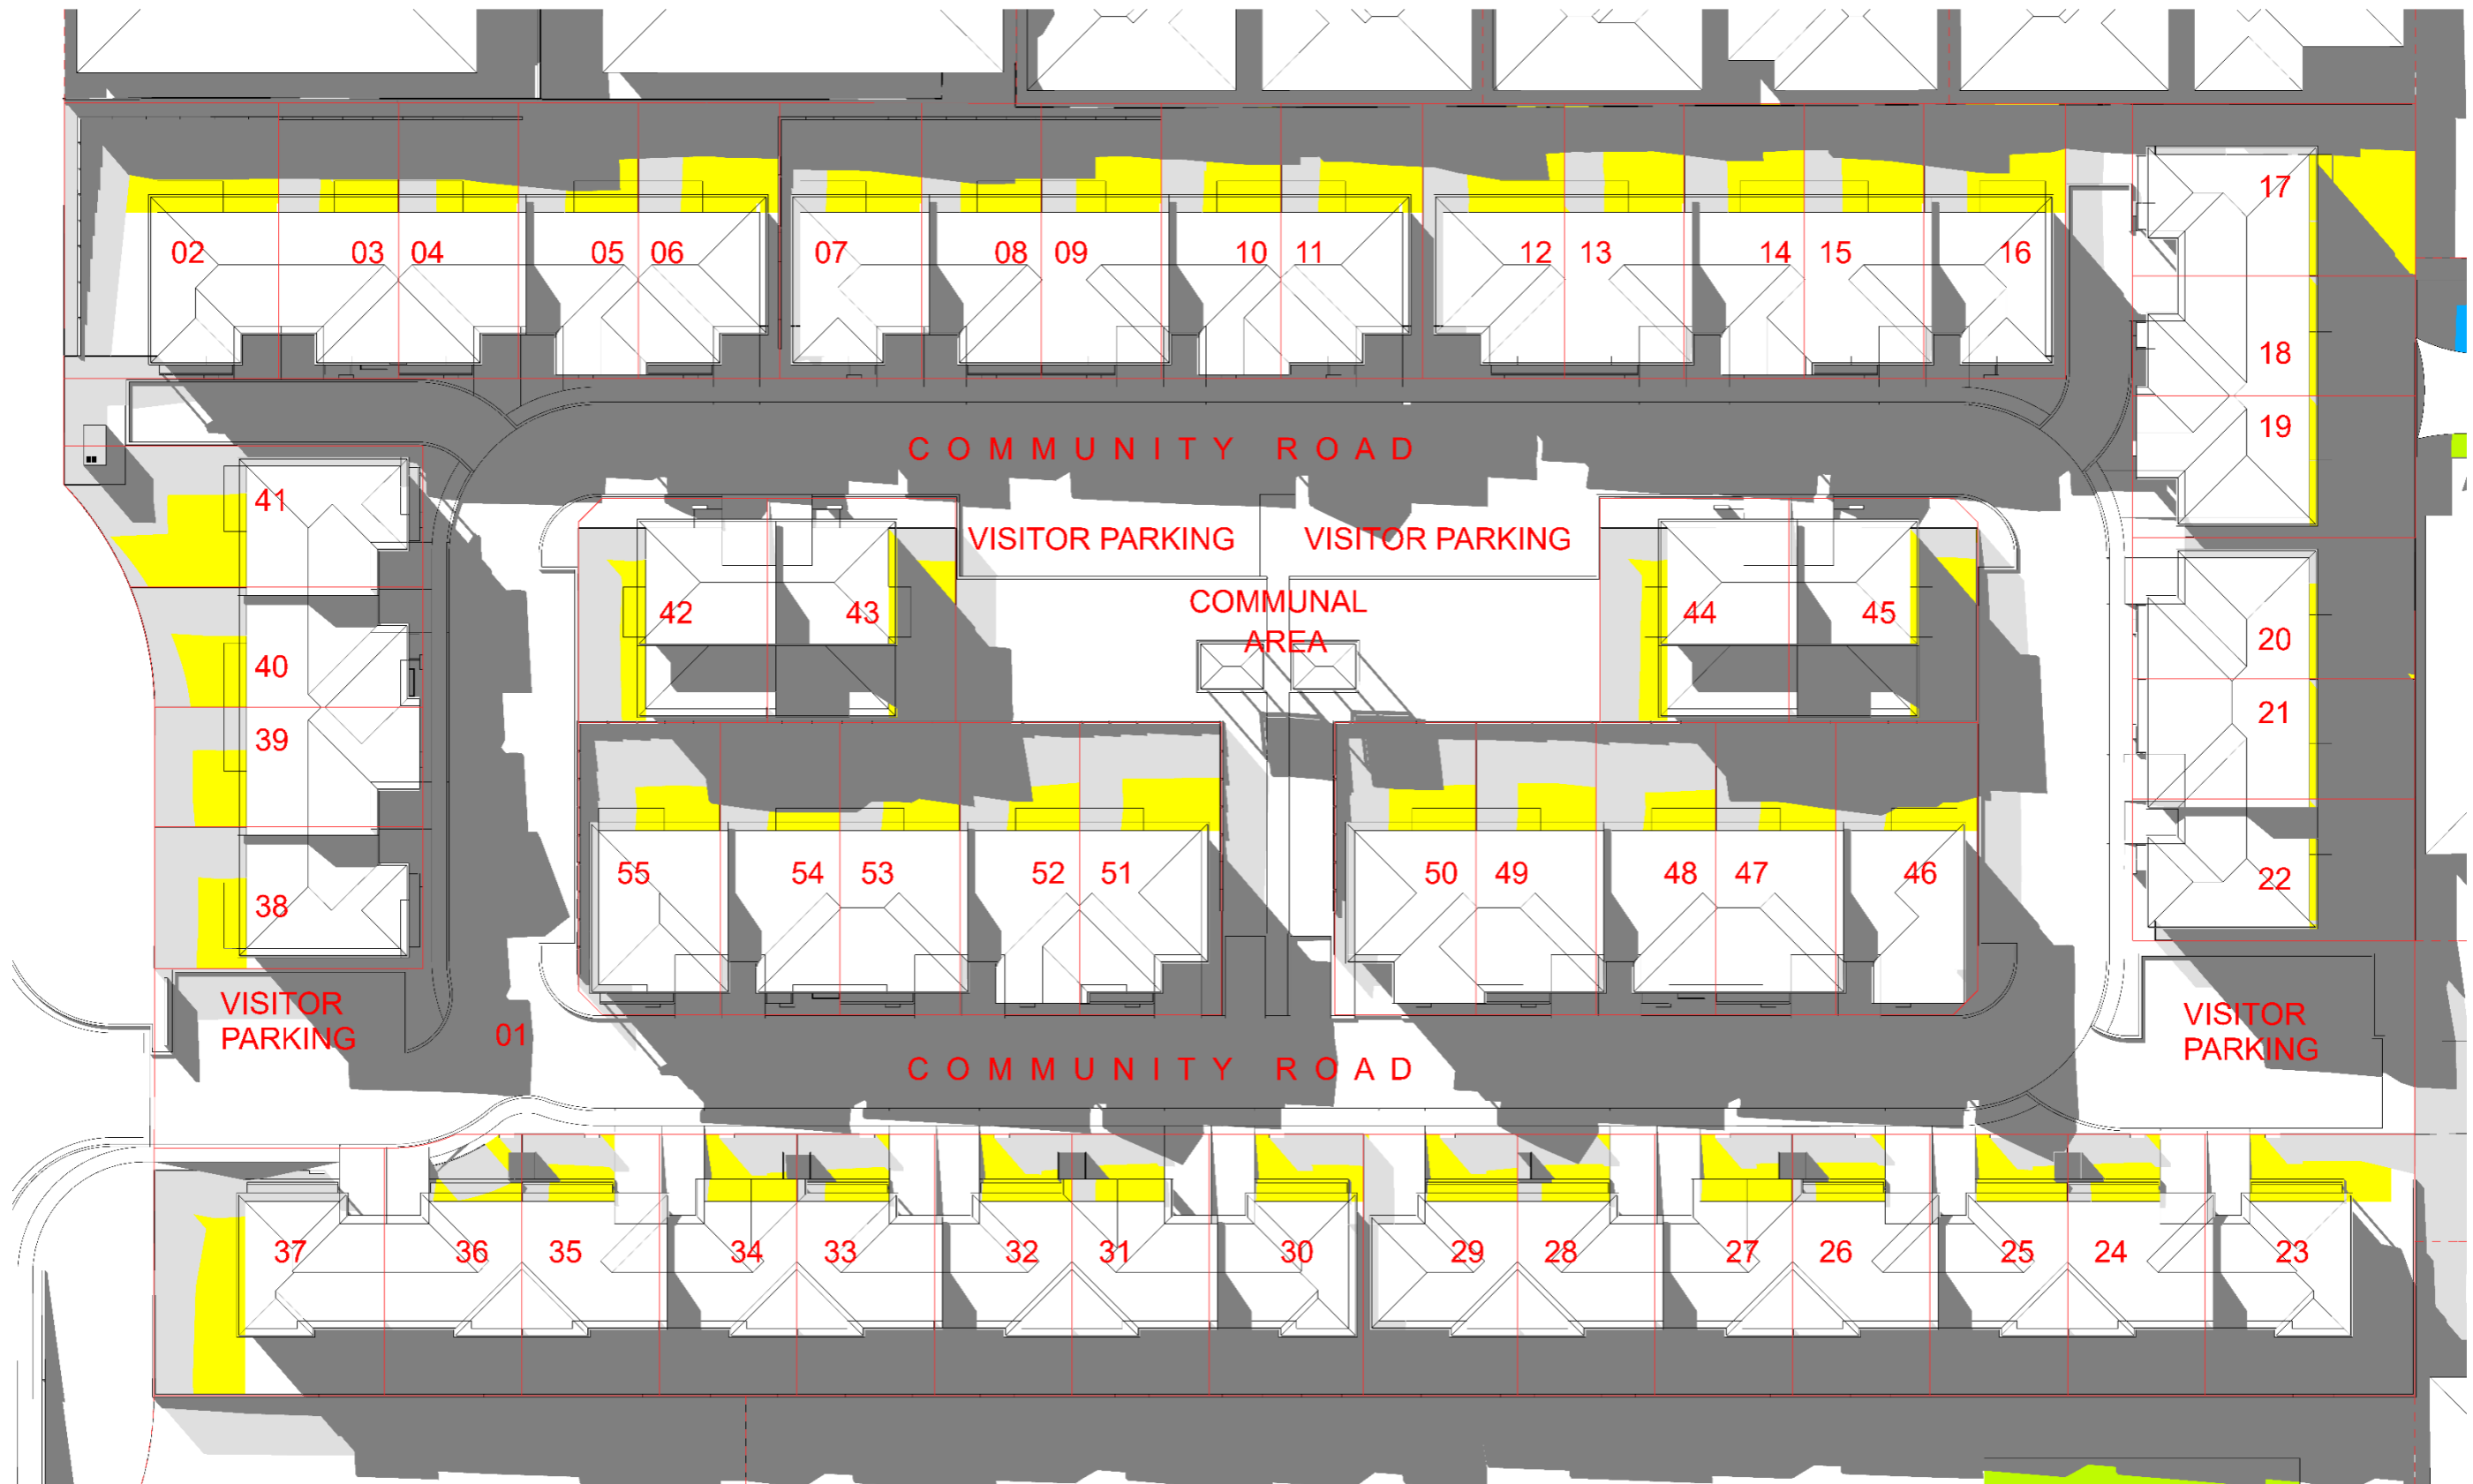 17
02 03 04 05 06 07 08 09 10 11 12 13 14 15 16
18
19
COMMUNITY ROAD
41
VISITOR PARKING VISITOR PARKING
COMMUNAL
AREA
42 43 44 45
20
40
21
39
55 54 53 52 51 50 49 48 47 46
22
38
VISITOR
PARKING
VISITOR
PARKING
01
COMMUNITY ROAD
37 36 35 34 33 32 31 30 29 28 27 26 25 24 23